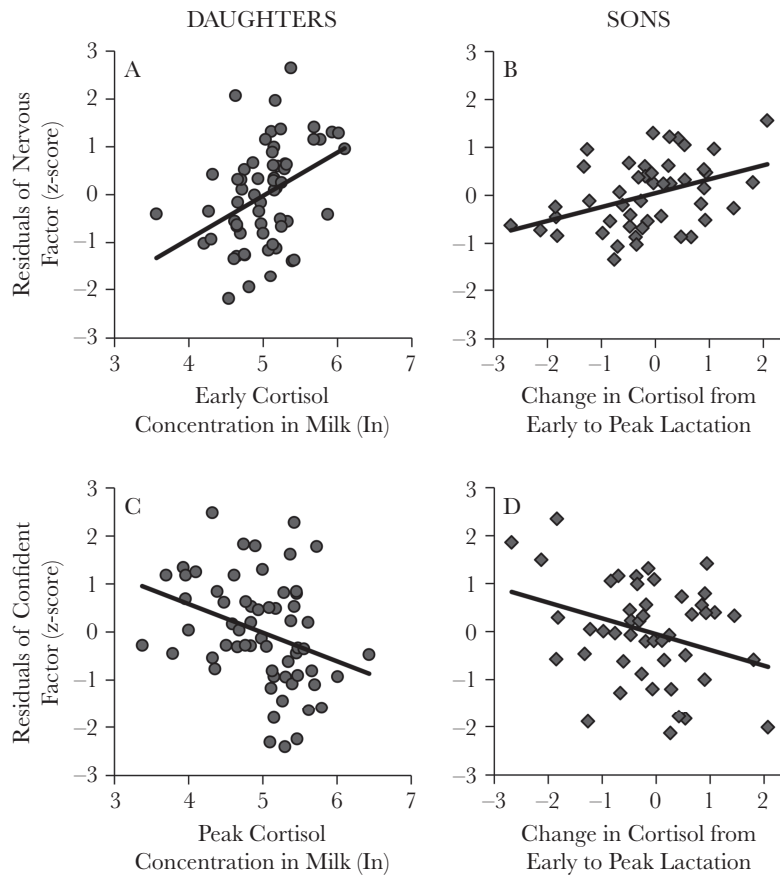 DAUGHTERS
SONS
A
B
Residuals of Nervous
Factor (z-score)
3
2
1
0
−1
−2
−3
3
4
5
6
7
Early Cortisol
Concentration in Milk (In)
3
2
1
0
−1
−2
−3
−3
−2
−1
0
1
2
Change in Cortisol from
Early to Peak Lactation
C
D
Residuals of Confident
Factor (z-score)
3
2
1
0
−1
−2
−3
3
4
5
6
7
Peak Cortisol
Concentration in Milk (In)
3
2
1
0
−1
−2
−3
−3
−2
−1
0
1
2
Change in Cortisol from
Early to Peak Lactation